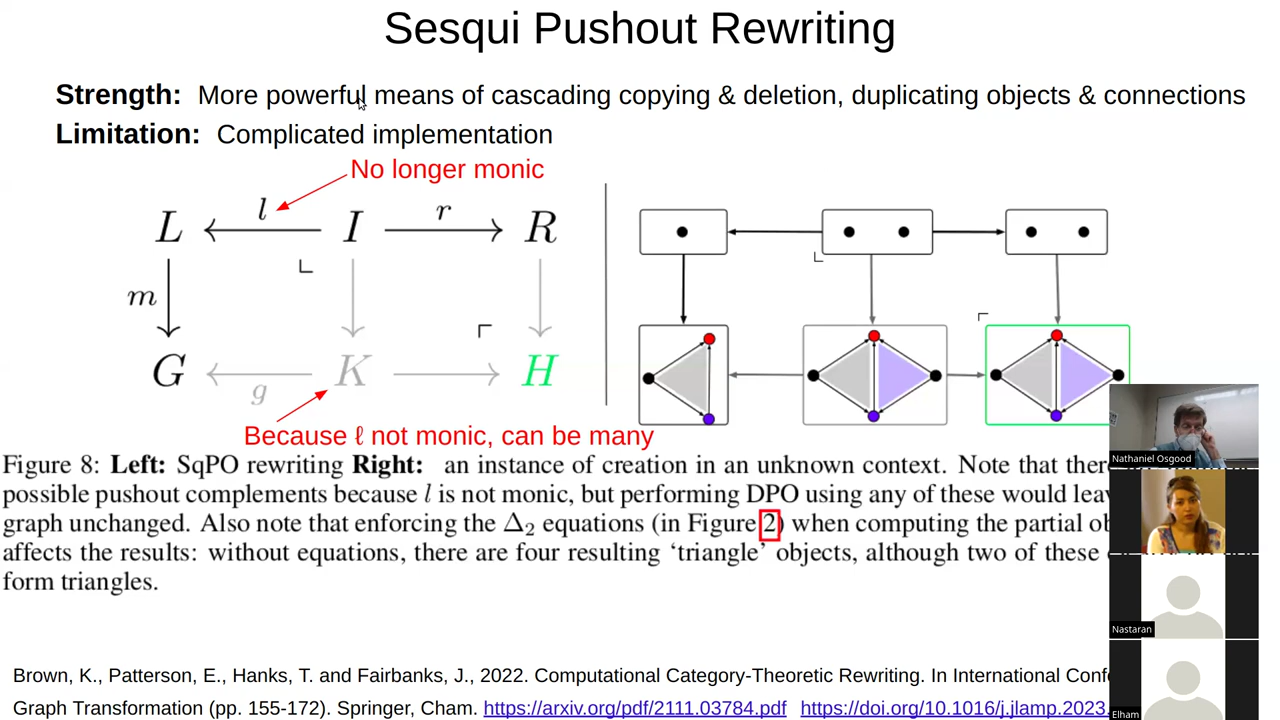 Sesqui Pushout Rewriting
Strength: More powerful means of cascading copying & deletion, duplicating objects & connections
Limitation: Complicated implementation
No longer monic
L l I r R
m
G g K H
Because ℓ not monic, can be many
Figure 8: Left: SqPO rewriting Right: an instance of creation in an unknown context. Note that
possible pushout complements because l is not monic, but performing DPO using any of these would
graph unchanged. Also note that enforcing the Δ₂ equations (in Figure 2) when computing the partial
affects the results: without equations, there are four resulting ‘triangle’ objects, although two of these
form triangles.
Brown, K., Patterson, E., Hanks, T. and Fairbanks, J., 2022. Computational Category-Theoretic Rewriting. In International
Graph Transformation (pp. 155-172). Springer, Cham. https://arxiv.org/pdf/2111.03784.pdf https://doi.org/10.1016/j.jlamp.2023.
Nathaniel Osgood
Nastaran
Elham